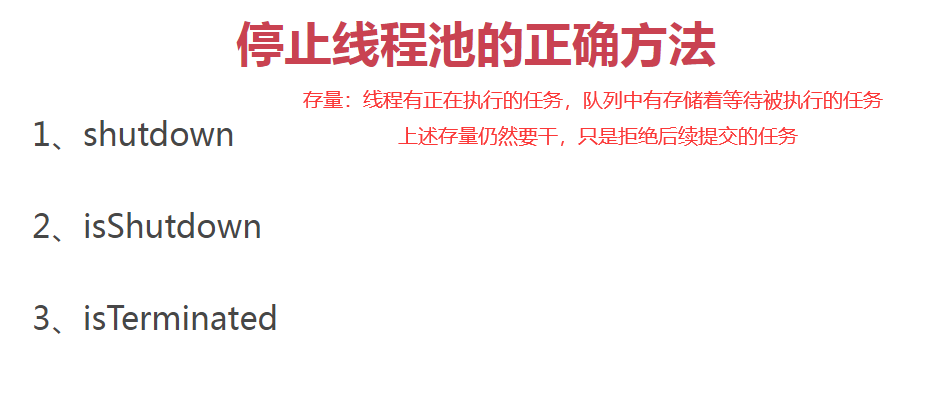 停止线程池的正确方法
存量：线程有正在执行的任务，队列中有存储着等待被执行的任务
1、shutdown
上述存量仍然要干，只是拒绝后续提交的任务
2、isShutdown
3、isTerminated